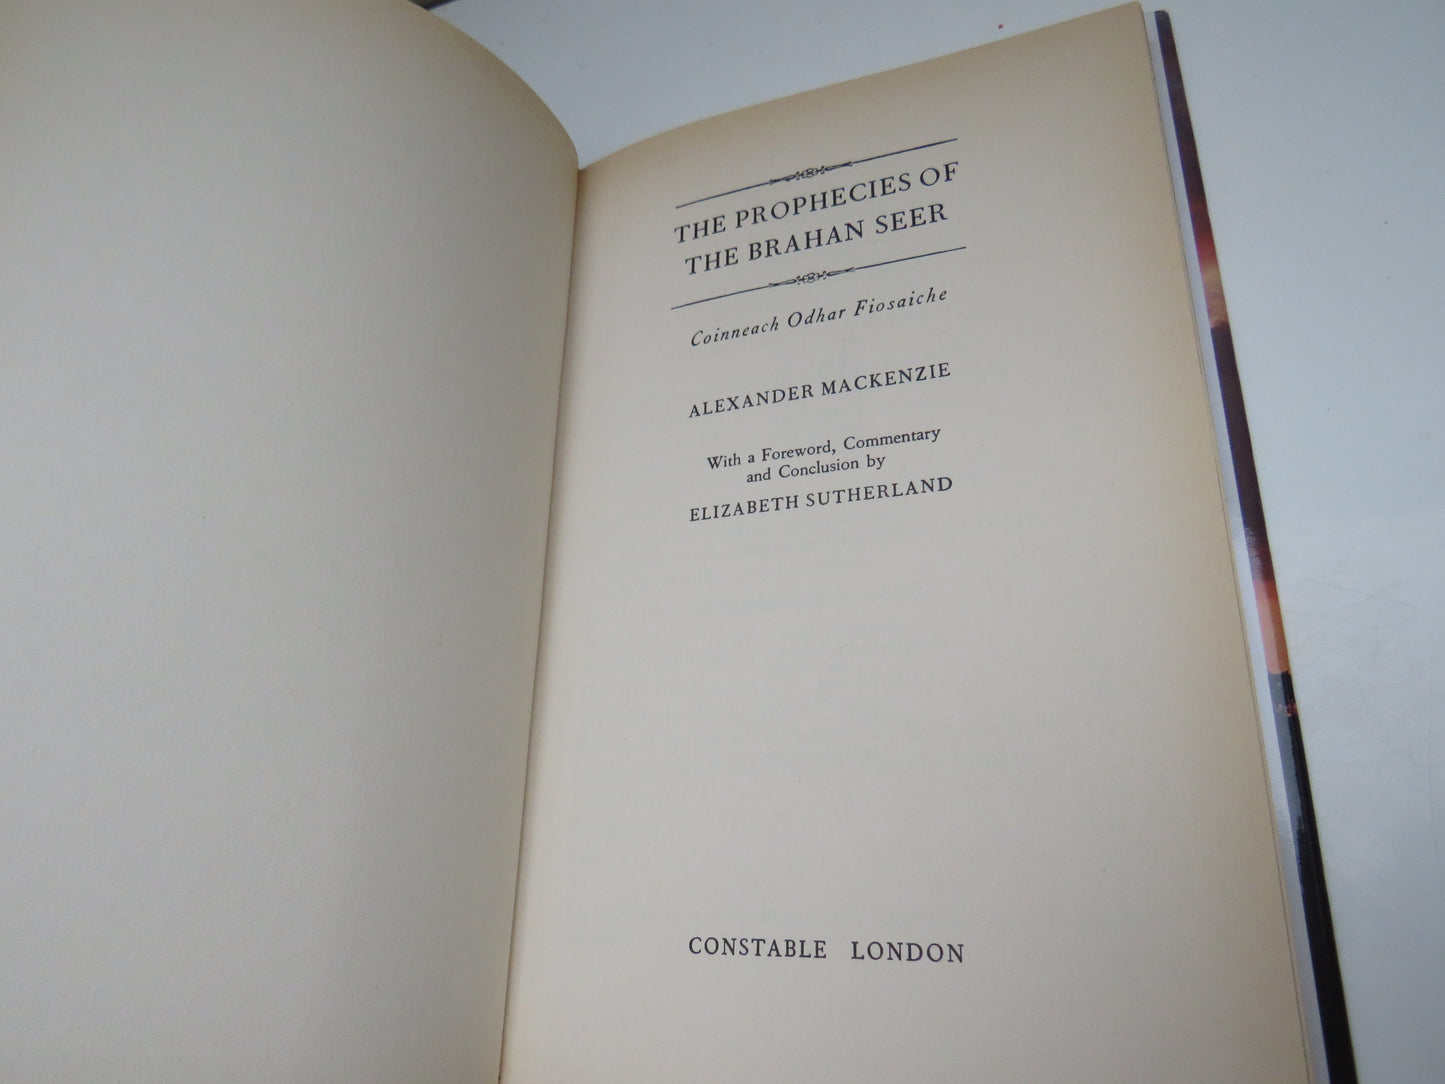 THE PROPHECIES OF
THE BRAHAN SEER
Coinneach Odhar Fiosaiche
ALEXANDER MACKENZIE
With a Foreword, Commentary
and Conclusion by
ELIZABETH SUTHERLAND
CONSTABLE LONDON